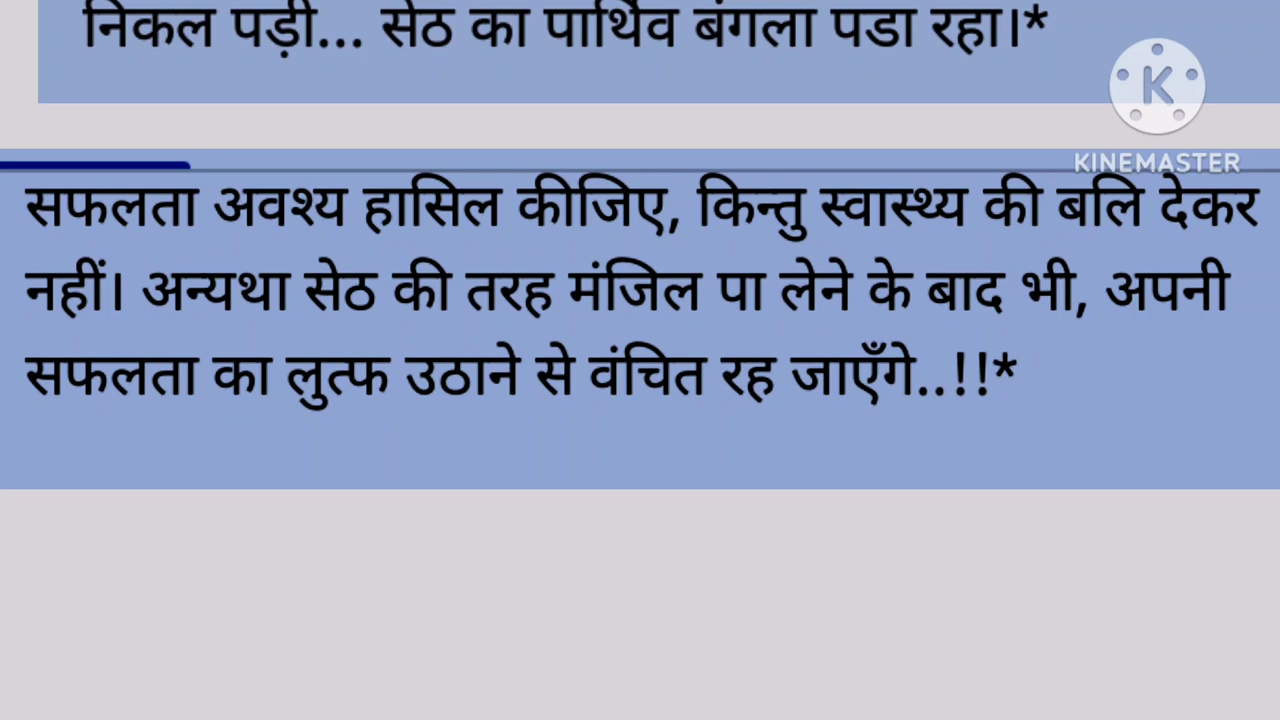 निकल पड़ी... सेठ का पार्थिव बंगला पडा रहा।*
K
KINEMASTER
सफलता अवश्य हासिल कीजिए, किन्तु स्वास्थ्य की बलि देकर
नहीं। अन्यथा सेठ की तरह मंजिल पा लेने के बाद भी, अपनी
सफलता का लुत्फ उठाने से वंचित रह जाएँगे..!!*